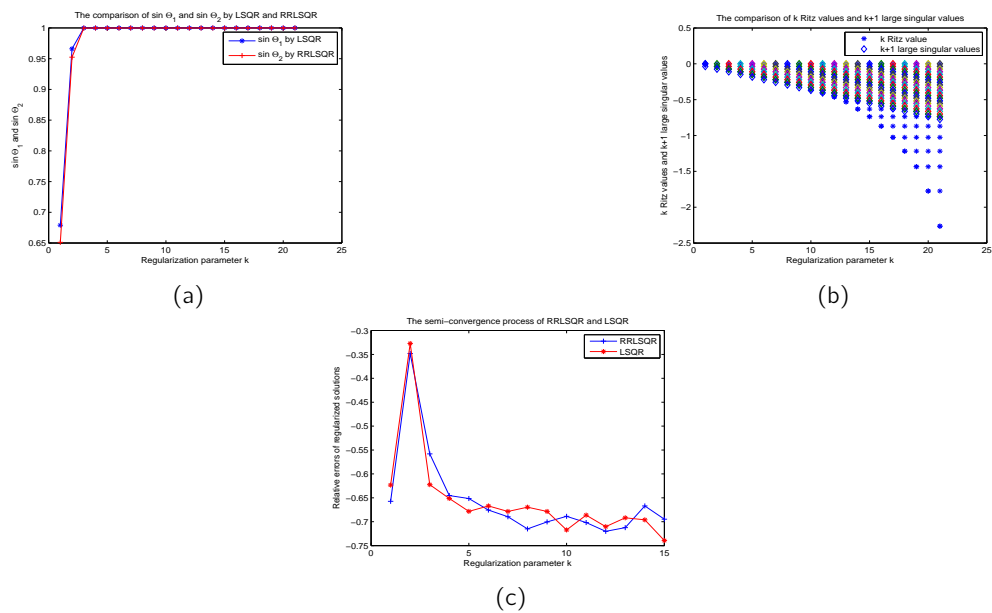 The comparison of sin Θ_1 and sin Θ_2 by LSQR and RRLSQR
sin Θ_1 by LSQR
sin Θ_2 by RRLSQR
1
0.95
0.9
0.85
0.8
0.75
0.7
0.65
sin Θ_1 and sin Θ_2
0 5 10 15 20 25
Regularization parameter k
(a)
The comparison of k Ritz values and k+1 large singular values
k Ritz value
k+1 large singular values
0.5
0
−0.5
−1
−1.5
−2
−2.5
k Ritz values and k+1 large singular values
0 5 10 15 20 25
Regularization parameter k
(b)
The semi−convergence process of RRLSQR and LSQR
RRLSQR
LSQR
−0.3
−0.35
−0.4
−0.45
−0.5
−0.55
−0.6
−0.65
−0.7
−0.75
Relative errors of regularized solutions
0 5 10 15
Regularization parameter k
(c)